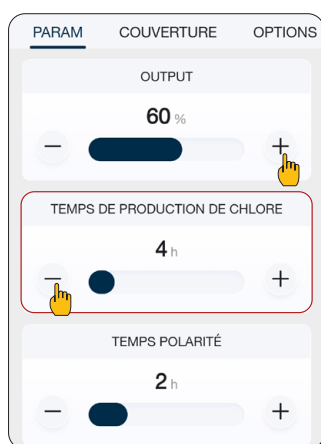 PARAM COUVERTURE OPTIONS
OUTPUT
60 %
− +
TEMPS DE PRODUCTION DE CHLORE
4 h
− +
TEMPS POLARITÉ
2 h
− +